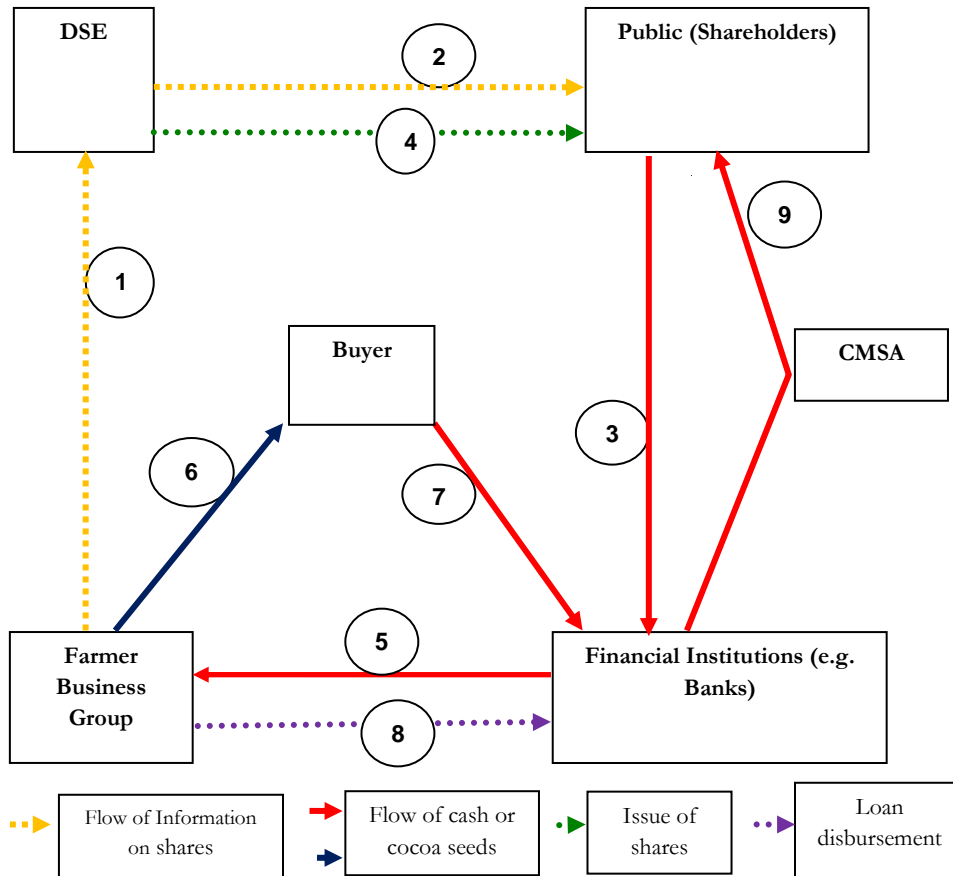 DSE
Public (Shareholders)
2
4
9
1
Buyer
CMSA
3
6
7
5
Farmer
Business
Group
Financial Institutions (e.g.
Banks)
8
Flow of Information
on shares
Flow of cash or
cocoa seeds
Issue of
shares
Loan
disbursement